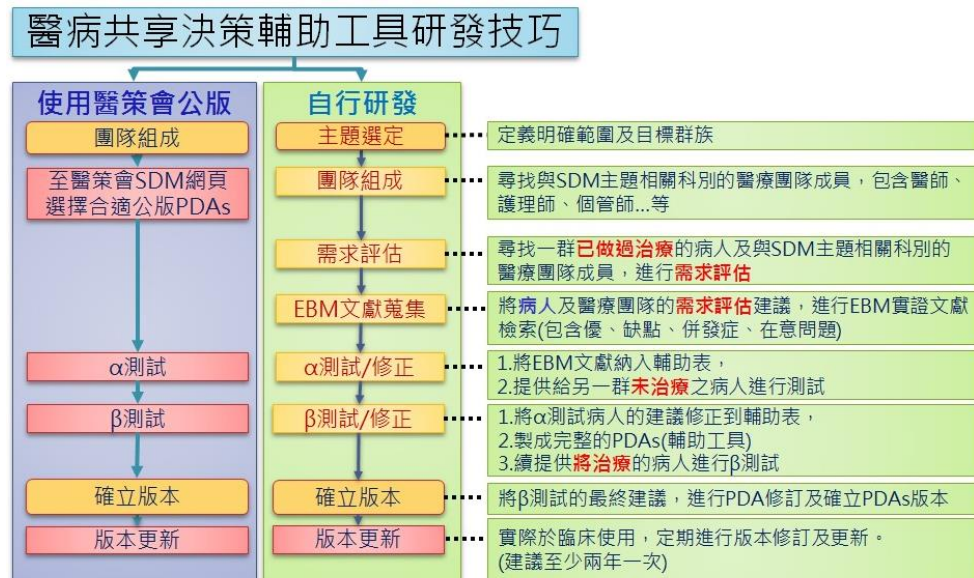 醫病共享決策輔助工具研發技巧
使用醫策會公版
團隊組成
至醫策會SDM網頁
選擇合適公版PDAs
α測試
β測試
確立版本
版本更新
自行研發
主題選定
定義明確範圍及目標群族
團隊組成
尋找與SDM主題相關科別的醫療團隊成員，包含醫師、
護理師、個管師...等
需求評估
尋找一群已做過治療的病人及與SDM主題相關科別的
醫療團隊成員，進行需求評估
EBM文獻蒐集
將病人及醫療團隊的需求評估建議，進行EBM實證文獻
檢索(包含優、缺點、併發症、在意問題)
α測試/修正
1.將EBM文獻納入輔助表，
2.提供給另一群未治療之病人進行測試
β測試/修正
1.將α測試病人的建議修正到輔助表，
2.製成完整的PDAs(輔助工具)
3.續提供將治療的病人進行β測試
確立版本
將β測試的最終建議，進行PDA修訂及確立PDAs版本
版本更新
實際於臨床使用，定期進行版本修訂及更新。
(建議至少兩年一次)